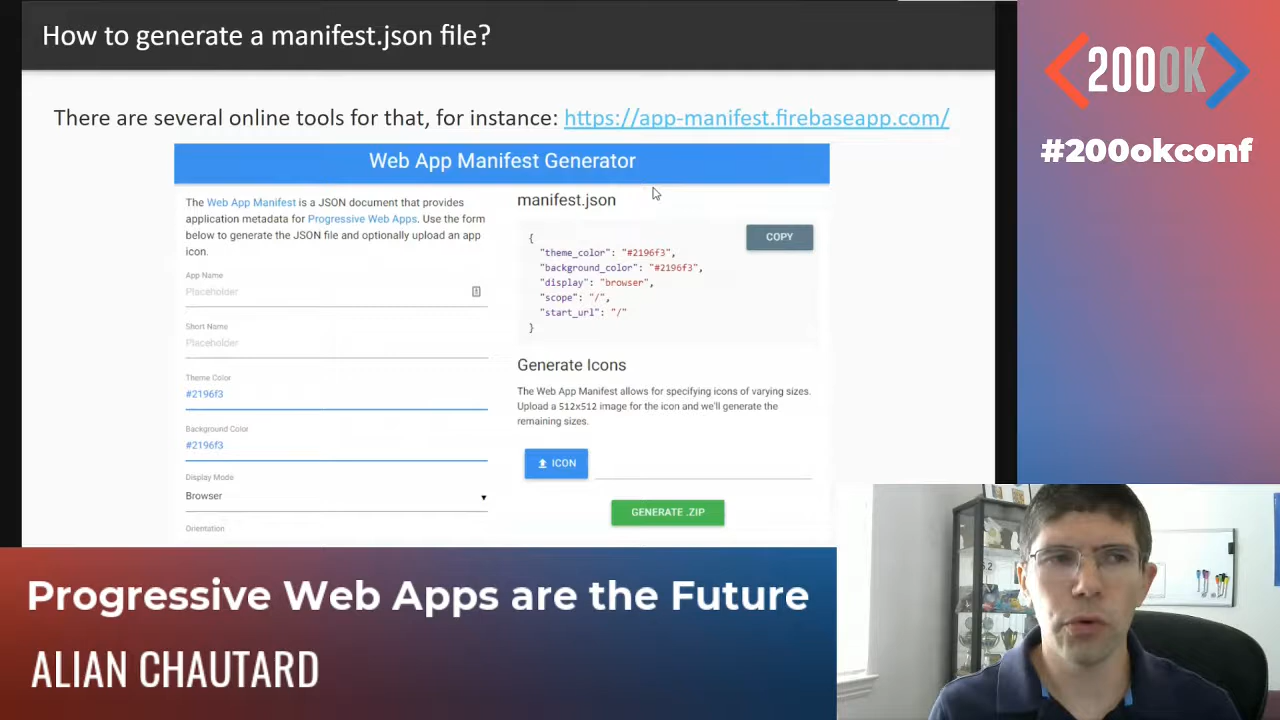 How to generate a manifest.json file?
There are several online tools for that, for instance: https://app-manifest.firebaseapp.com/
Web App Manifest Generator
The Web App Manifest is a JSON document that provides
application metadata for Progressive Web Apps. Use the form
below to generate the JSON file and optionally upload an app
icon.
App Name
Placeholder
Short Name
Placeholder
Theme Color
#2196f3
Background Color
#2196f3
Display Mode
Browser
Orientation
manifest.json
COPY
{
"theme_color": "#2196f3",
"background_color": "#2196f3",
"display": "browser",
"scope": "/",
"start_url": "/"
}
Generate Icons
The Web App Manifest allows for specifying icons of varying sizes.
Upload a 512x512 image for the icon and we'll generate the
remaining sizes.
ICON
GENERATE .ZIP
<200OK>
#200okconf
Progressive Web Apps are the Future
ALIAN CHAUTARD